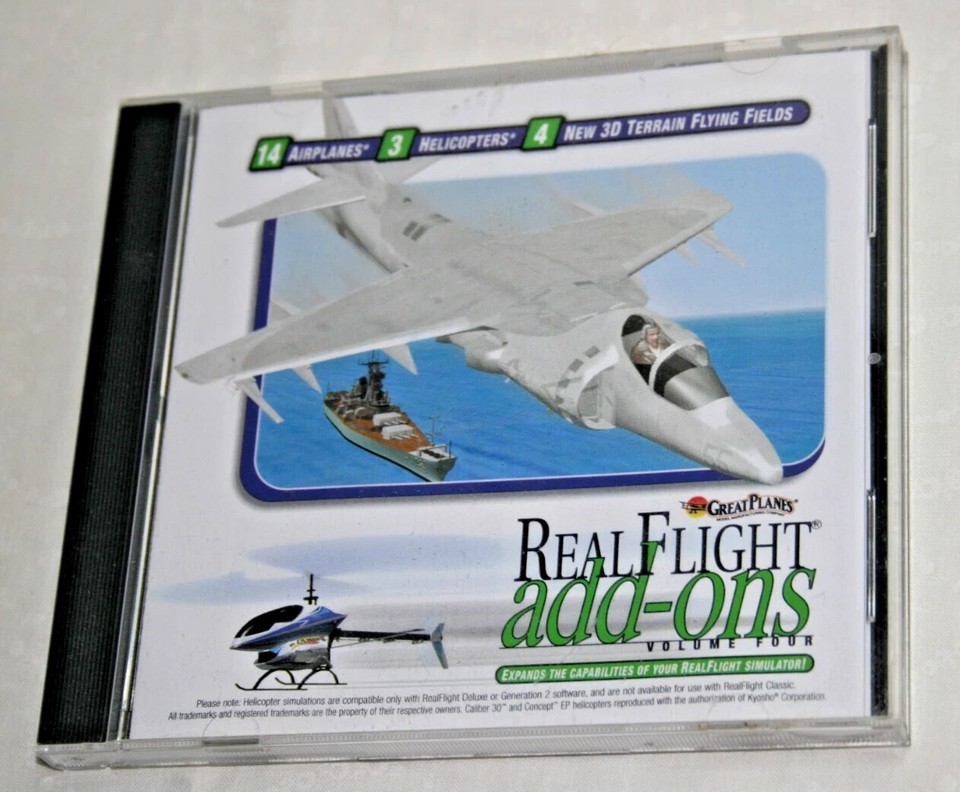 14 AIRPLANES* 3 HELICOPTERS* 4 NEW 3D TERRAIN FLYING FIELDS
GREAT PLANES®
MODEL MANUFACTURING COMPANY
REALFLIGHT®
add-ons
VOLUME FOUR
EXPANDS THE CAPABILITIES OF YOUR REALFLIGHT SIMULATOR!
Please note: Helicopter simulations are compatible only with RealFlight Deluxe or Generation 2 software, and are not available for use with RealFlight Classic.
All trademarks and registered trademarks are the property of their respective owners. Caliber 30™ and Concept™ EP helicopters reproduced with the authorization of Kyosho® Corporation.